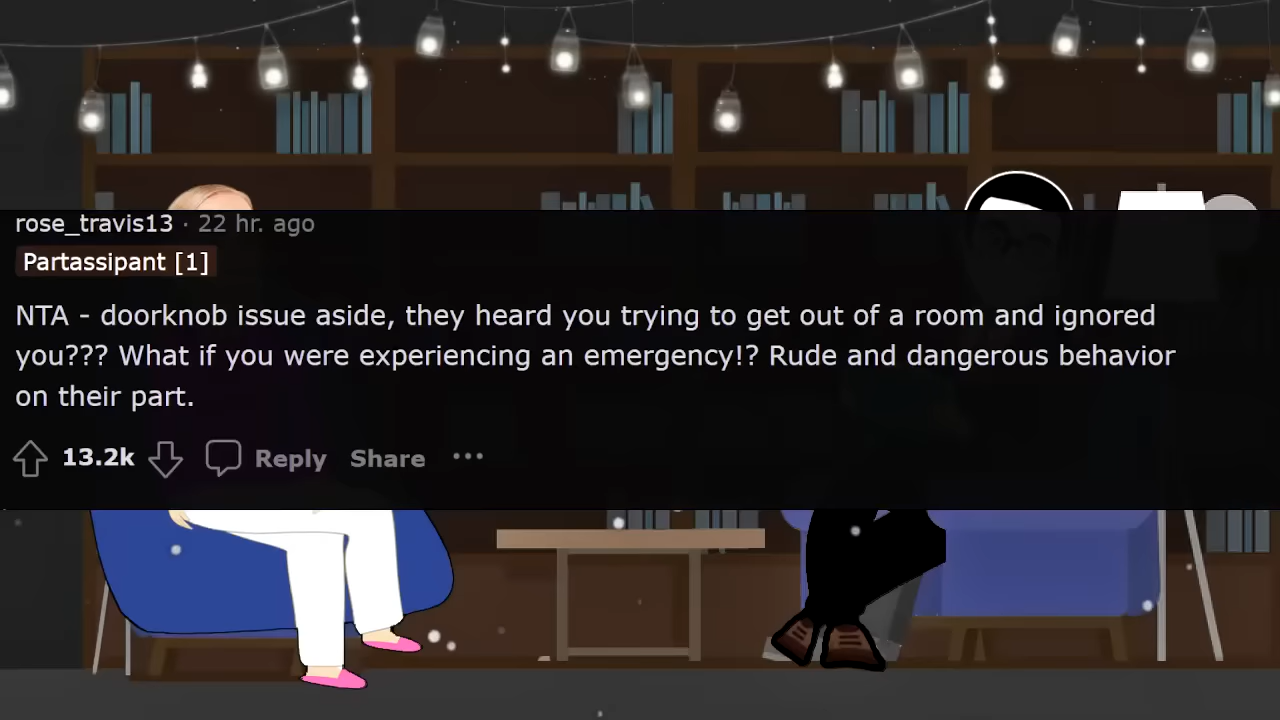 rose_travis13 · 22 hr. ago
Partassipant [1]
NTA - doorknob issue aside, they heard you trying to get out of a room and ignored
you??? What if you were experiencing an emergency!? Rude and dangerous behavior
on their part.
13.2k Reply Share ···